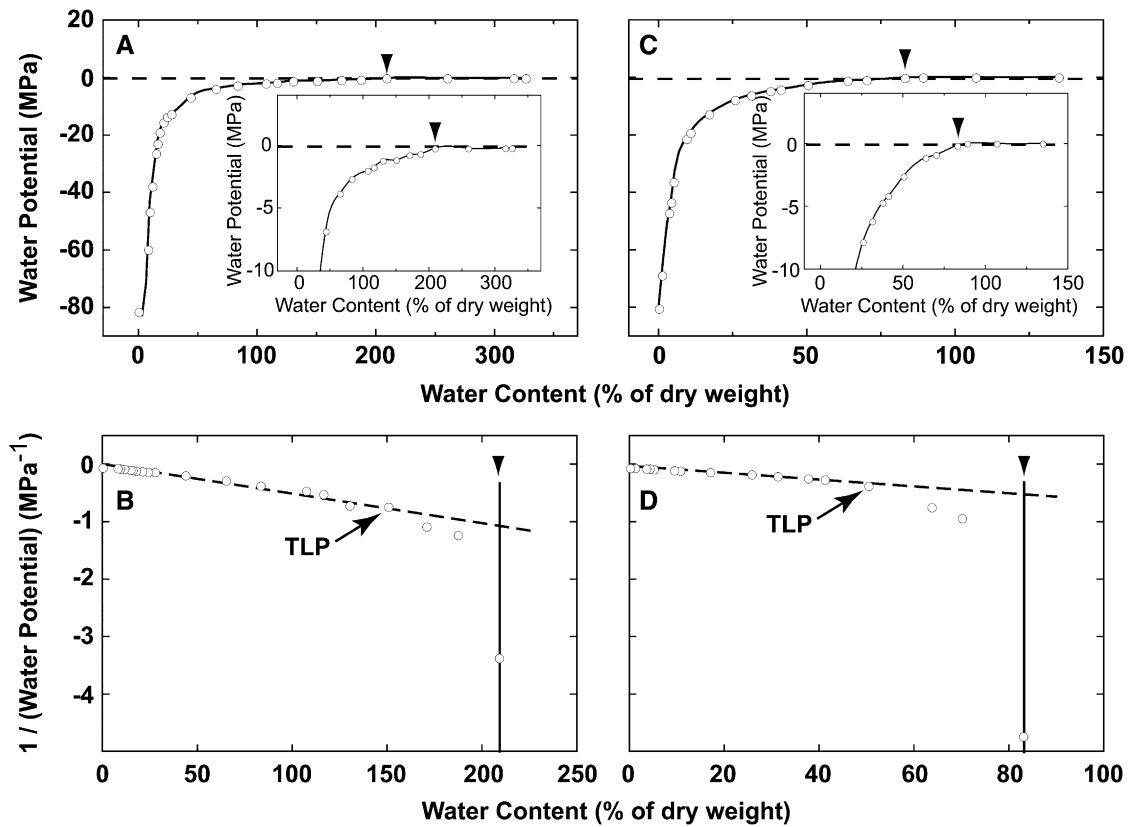 A
C
20
0
-20
-40
-60
-80
Water Potential (MPa)
0
-5
-10
Water Potential (MPa)
0 100 200 300
Water Content (% of dry weight)
0
-5
-10
Water Potential (MPa)
0 50 100 150
Water Content (% of dry weight)
0 100 200 300
0 50 100 150
Water Content (% of dry weight)
B
D
0
-1
-2
-3
-4
1 / (Water Potential) (MPa⁻¹)
TLP
TLP
0 50 100 150 200 250
0 20 40 60 80 100
Water Content (% of dry weight)